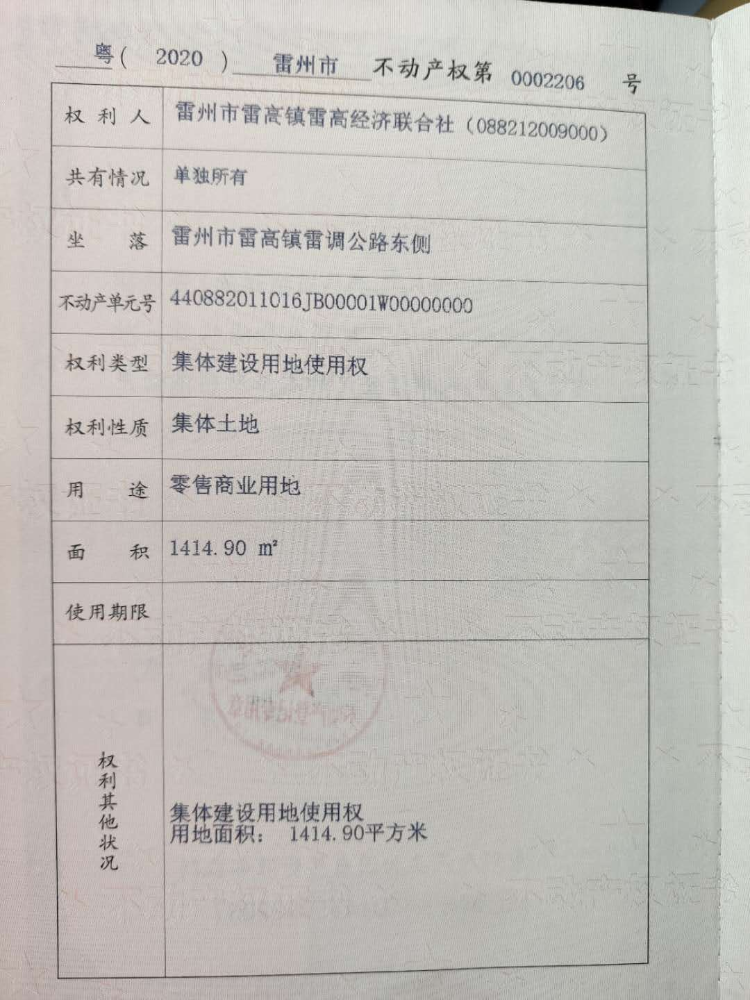 粤( 2020 ) 雷州市 不动产权第 0002206 号
权利人 雷州市雷高镇雷高经济联合社（088212009000）
共有情况 单独所有
坐落 雷州市雷高镇雷调公路东侧
不动产单元号 440882011016JB00001W00000000
权利类型 集体建设用地使用权
权利性质 集体土地
用途 零售商业用地
面积 1414.90 ㎡
使用期限
权利其他状况
集体建设用地使用权
用地面积： 1414.90平方米